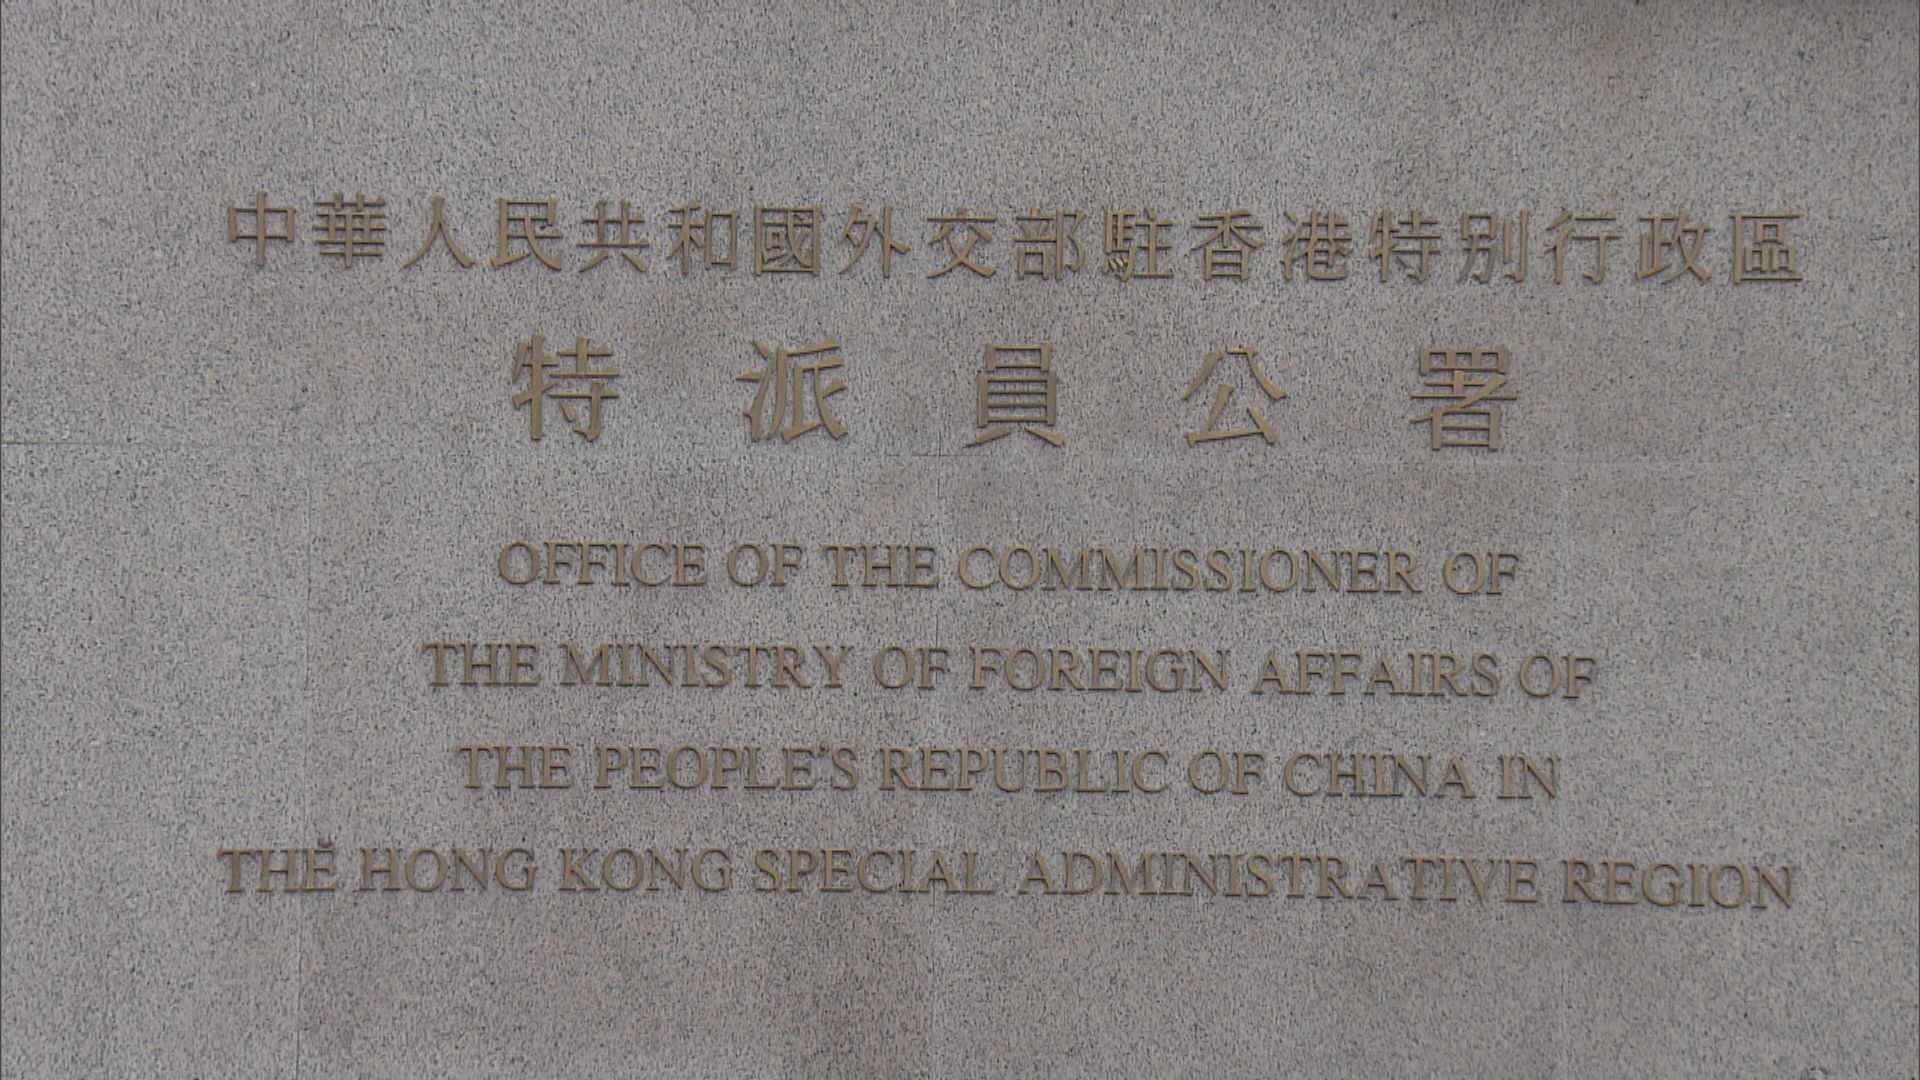 中華人民共和國外交部駐香港特別行政區
特派員公署
OFFICE OF THE COMMISSIONER OF
THE MINISTRY OF FOREIGN AFFAIRS OF
THE PEOPLE'S REPUBLIC OF CHINA IN
THE HONG KONG SPECIAL ADMINISTRATIVE REGION